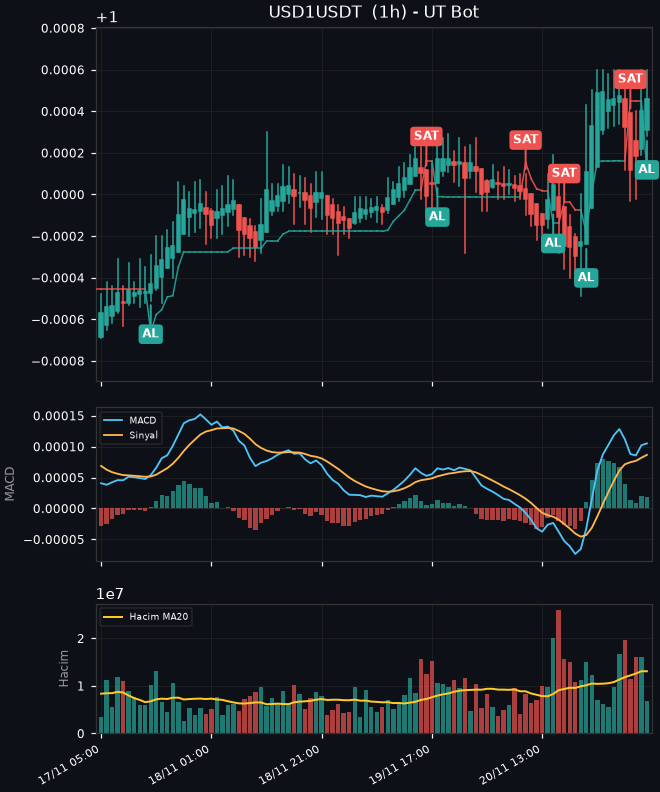 USD1USDT (1h) - UT Bot
+1
0.0008
0.0006
0.0004
0.0002
0.0000
−0.0002
−0.0004
−0.0006
−0.0008
SAT
SAT
SAT
SAT
AL
AL
AL
AL
AL
MACD
0.00015
0.00010
0.00005
0.00000
−0.00005
MACD
Sinyal
1e7
Hacim
2
1
0
Hacim MA20
17/11 05:00
18/11 01:00
18/11 21:00
19/11 17:00
20/11 13:00